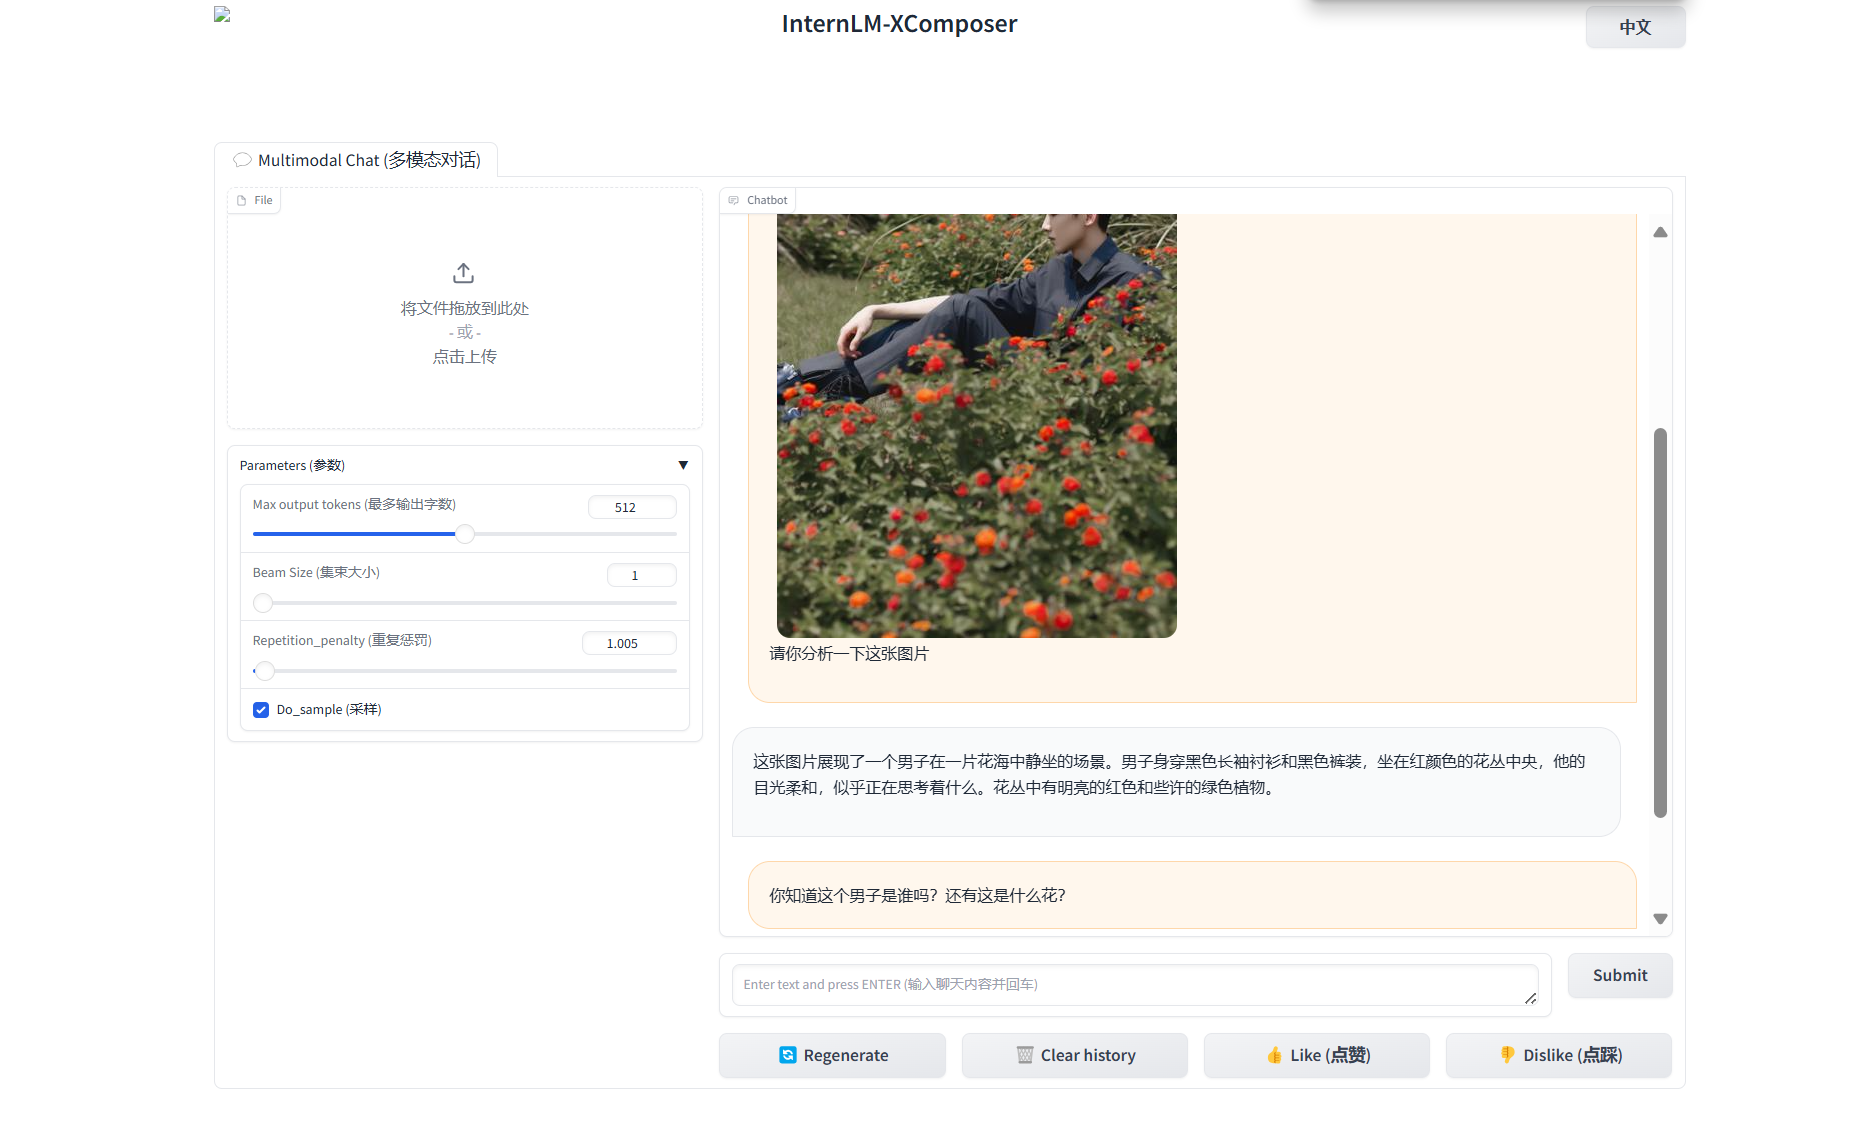 InternLM-XComposer
中文
Multimodal Chat (多模态对话)
File
将文件拖放到此处
- 或 -
点击上传
Parameters (参数)
Max output tokens (最多输出字数)
512
Beam Size (集束大小)
1
Repetition_penalty (重复惩罚)
1.005
Do_sample (采样)
Chatbot
请你分析一下这张图片
这张图片展现了一个男子在一片花海中静坐的场景。男子身穿黑色长袖衬衫和黑色裤装，坐在红颜色的花丛中央，他的
目光柔和，似乎正在思考着什么。花丛中有明亮的红色和些许的绿色植物。
你知道这个男子是谁吗？还有这是什么花？
Enter text and press ENTER (输入聊天内容并回车)
Submit
Regenerate
Clear history
Like (点赞)
Dislike (点踩)